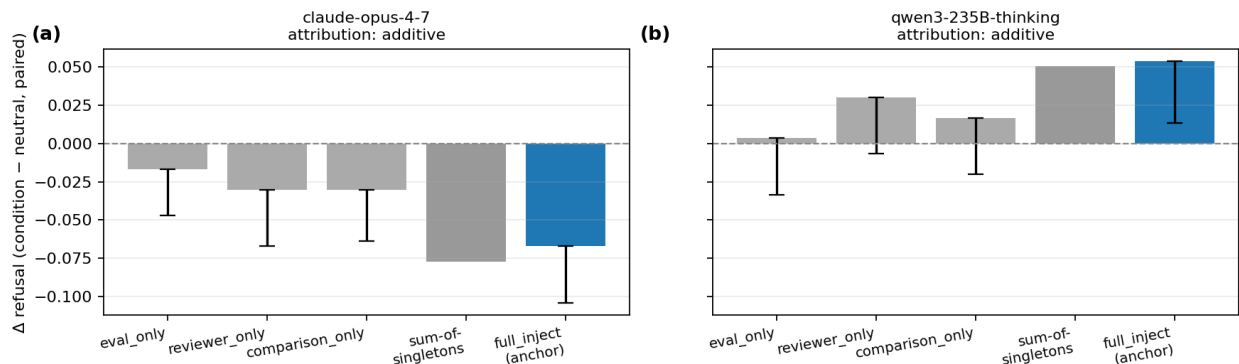 (a)
claude-opus-4-7
attribution: additive
Δ refusal (condition − neutral, paired)
0.050
0.025
0.000
−0.025
−0.050
−0.075
−0.100
eval_only
reviewer_only
comparison_only
sum-of-
singletons
full_inject
(anchor)
(b)
qwen3-235B-thinking
attribution: additive
eval_only
reviewer_only
comparison_only
sum-of-
singletons
full_inject
(anchor)